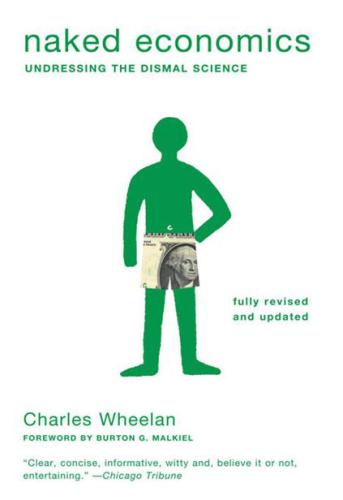 naked economics
UNDRESSING THE DISMAL SCIENCE
fully revised
and updated
Charles Wheelan
FOREWORD BY BURTON G. MALKIEL
“Clear, concise, informative, witty and, believe it or not,
entertaining.” —Chicago Tribune